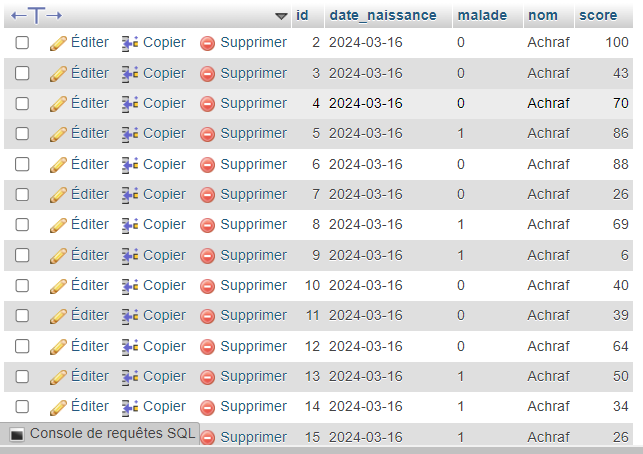 id date_naissance malade nom score
Éditer Copier Supprimer 2 2024-03-16 0 Achraf 100
Éditer Copier Supprimer 3 2024-03-16 0 Achraf 43
Éditer Copier Supprimer 4 2024-03-16 0 Achraf 70
Éditer Copier Supprimer 5 2024-03-16 1 Achraf 86
Éditer Copier Supprimer 6 2024-03-16 0 Achraf 88
Éditer Copier Supprimer 7 2024-03-16 0 Achraf 26
Éditer Copier Supprimer 8 2024-03-16 1 Achraf 69
Éditer Copier Supprimer 9 2024-03-16 1 Achraf 6
Éditer Copier Supprimer 10 2024-03-16 0 Achraf 40
Éditer Copier Supprimer 11 2024-03-16 0 Achraf 39
Éditer Copier Supprimer 12 2024-03-16 0 Achraf 64
Éditer Copier Supprimer 13 2024-03-16 1 Achraf 50
Éditer Copier Supprimer 14 2024-03-16 1 Achraf 34
Console de requêtes SQL Supprimer 15 2024-03-16 1 Achraf 26